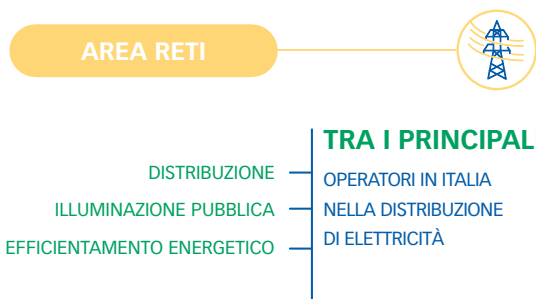 AREA RETI
DISTRIBUZIONE
ILLUMINAZIONE PUBBLICA
EFFICIENTAMENTO ENERGETICO
TRA I PRINCIPAL
OPERATORI IN ITALIA
NELLA DISTRIBUZIONE
DI ELETTRICITÀ